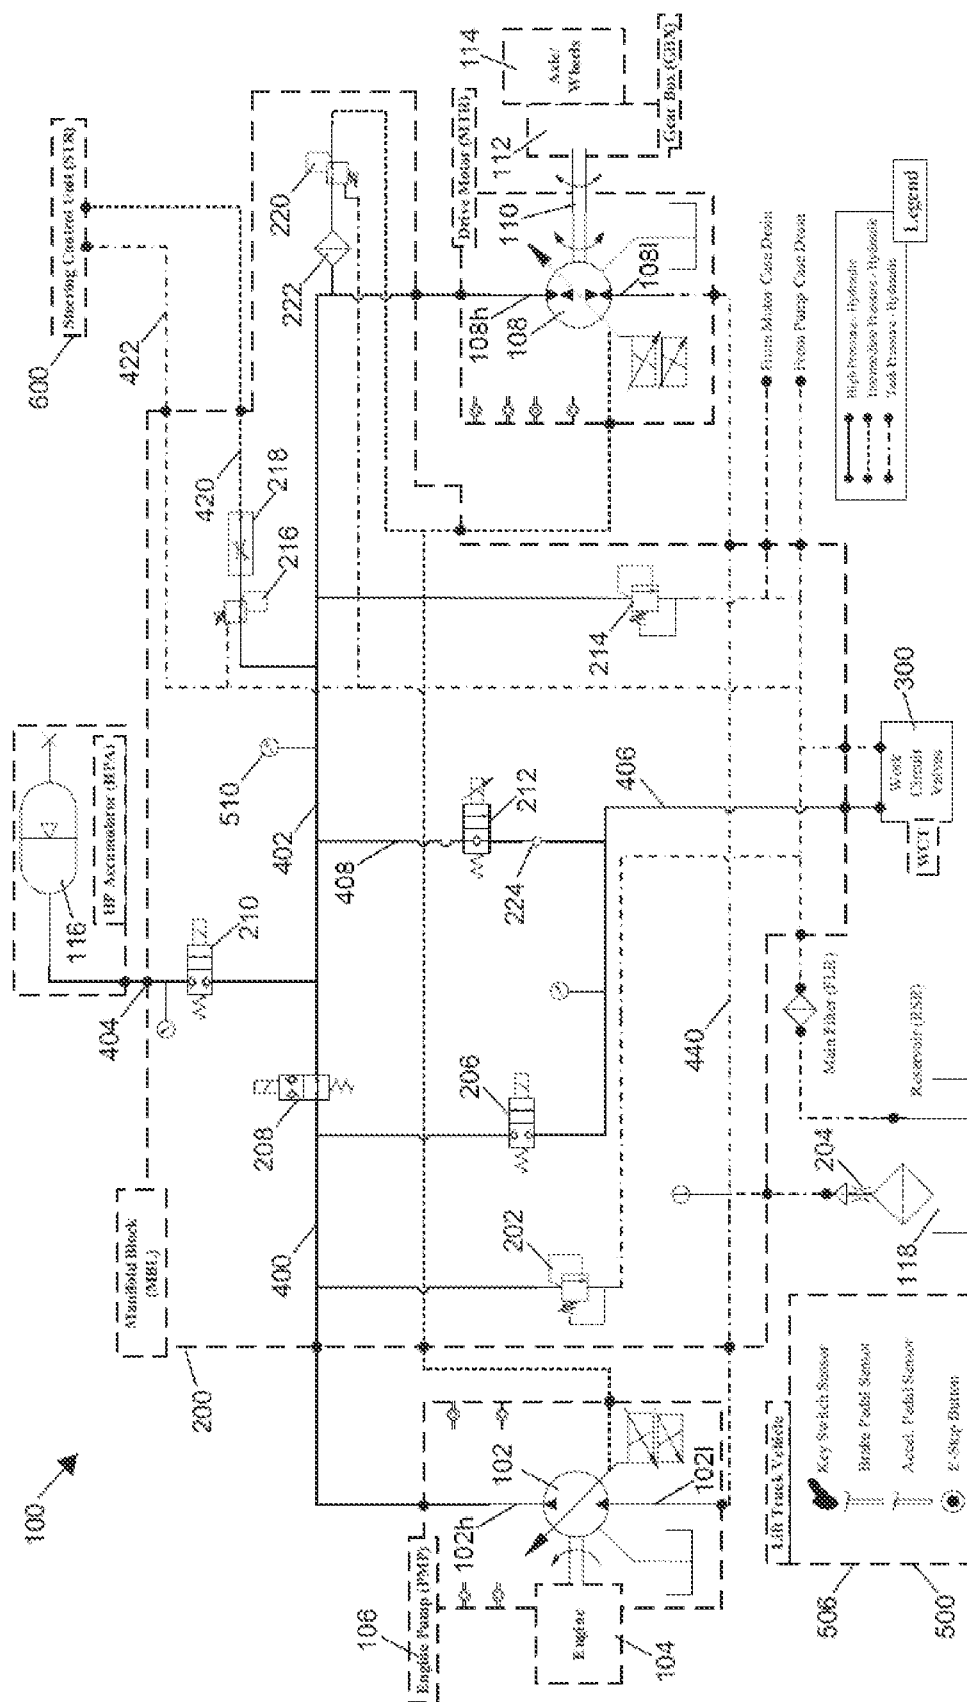 100
200
Manifold Block
(MBL)
106
Engine Pump (PMP)
102
102h
102l
Engine
104
400
202
208
206
404
116
HP Accumulator (HPA)
210
510
402
408
212
224
406
440
600
Steering Control Unit (STR)
422
420
218
216
214
220
222
Drive Motor (MTR)
108h
108
108l
110
112
114
Axle/
Wheels
Gear Box (GBX)
From Motor Case Drain
From Pump Case Drain
High Pressure - Hydraulic
Intermediate Pressure - Hydraulic
Tank Pressure - Hydraulic
Legend
300
Work
Circuit
Valves
WCT
Main Filter (FLR)
Reservoir (RSR)
204
118
Lift Truck Vehicle
Key Switch Sensor
Brake Pedal Sensor
Accel. Pedal Sensor
E-Stop Button
506
500